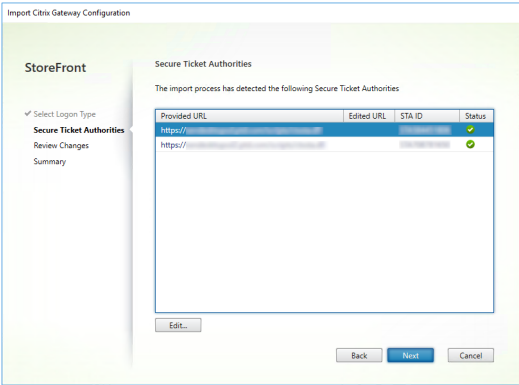 Import Citrix Gateway Configuration
StoreFront
Select Logon Type
Secure Ticket Authorities
Review Changes
Summary
Secure Ticket Authorities
The import process has detected the following Secure Ticket Authorities
Provided URL Edited URL STA ID Status
https://
https://
Edit...
Back Next Cancel